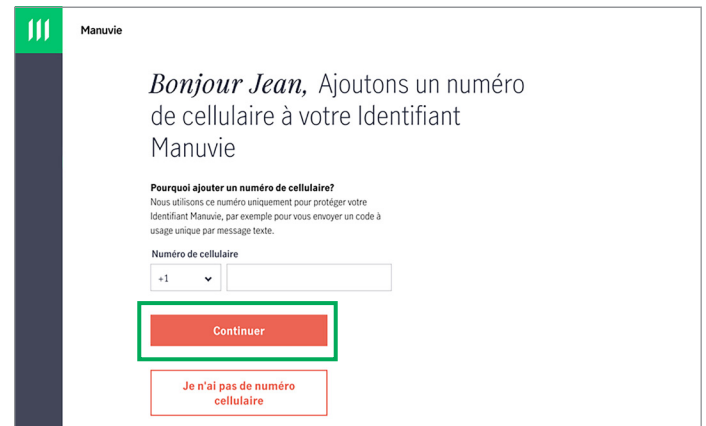 Manuvie
Bonjour Jean, Ajoutons un numéro
de cellulaire à votre Identifiant
Manuvie
Pourquoi ajouter un numéro de cellulaire?
Nous utilisons ce numéro uniquement pour protéger votre
Identifiant Manuvie, par exemple pour vous envoyer un code à
usage unique par message texte.
Numéro de cellulaire
+1
Continuer
Je n'ai pas de numéro
cellulaire